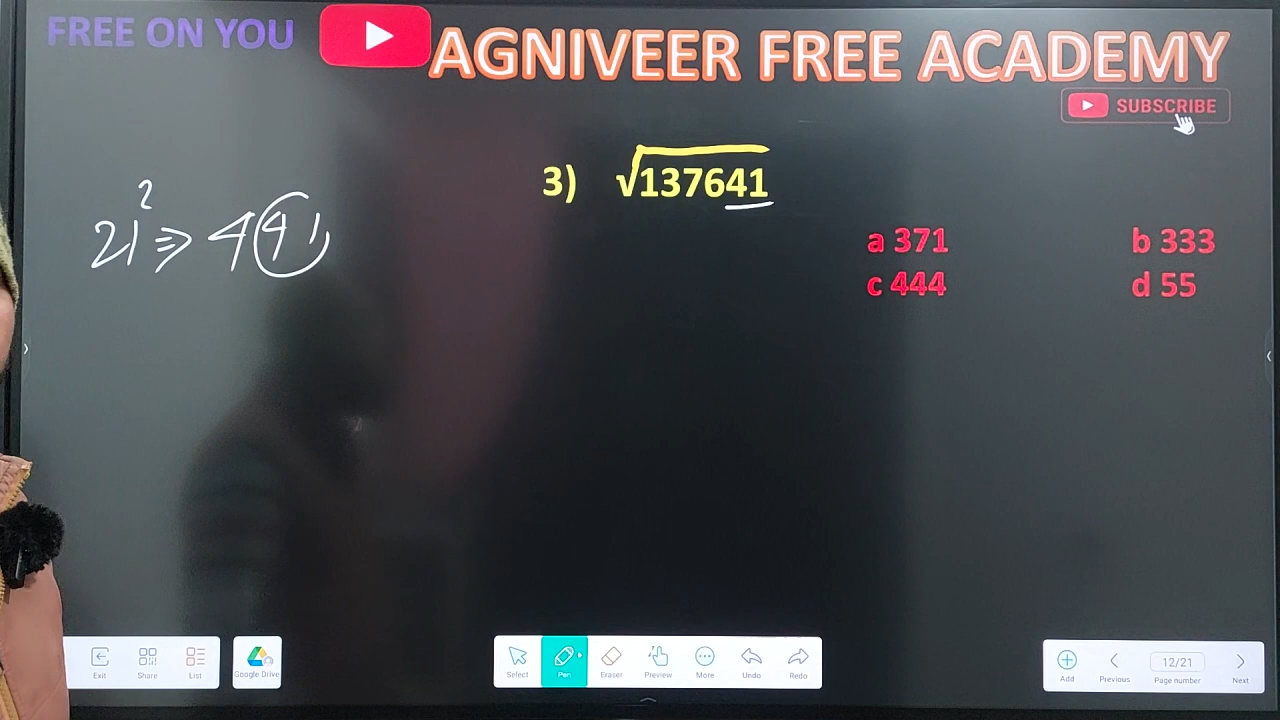 FREE ON YOU
AGNIVEER FREE ACADEMY
SUBSCRIBE
3) √137641
21² ⇒ 441
a 371 b 333
c 444 d 55
Exit Share List Google Drive Select Pen Eraser Preview More Undo Redo Add Previous 12/21 Page number Next